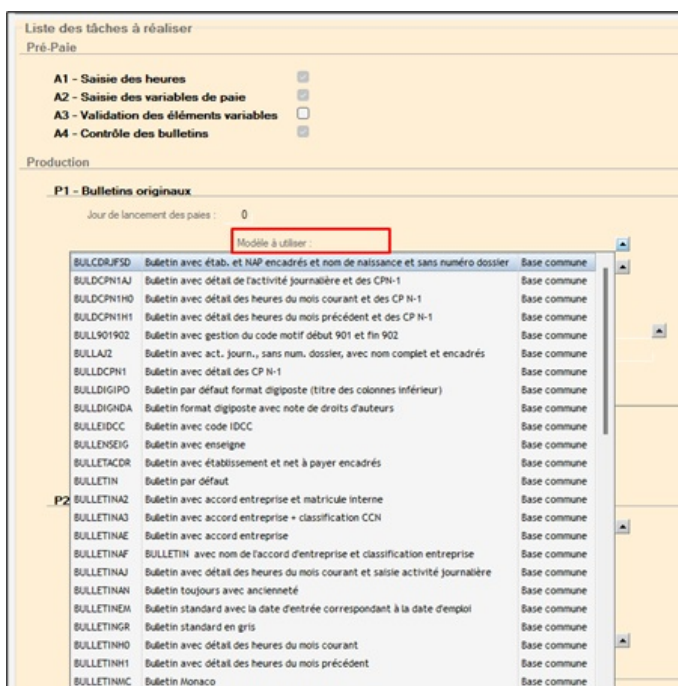 Liste des tâches à réaliser
Pré-Paie
A1 - Saisie des heures
A2 - Saisie des variables de paie
A3 - Validation des éléments variables
A4 - Contrôle des bulletins
Production
P1 - Bulletins originaux
Jour de lancement des paies : 0
Modèle à utiliser :
BULCDRJFSD Bulletin avec étab. et NAP encadrés et nom de naissance et sans numéro dossier Base commune
BULDCPN1AJ Bulletin avec détail de l'activité journalière et des CPN-1 Base commune
BULDCPN1H0 Bulletin avec détail des heures du mois courant et des CP N-1 Base commune
BULDCPN1H1 Bulletin avec détail des heures du mois précédent et des CP N-1 Base commune
BULL901902 Bulletin avec gestion du code motif début 901 et fin 902 Base commune
BULLAJ2 Bulletin avec act. journ., sans num. dossier, avec nom complet et encadrés Base commune
BULLDCPN1 Bulletin avec détail des CP N-1 Base commune
BULLDIGIPO Bulletin par défaut format digiposte (titre des colonnes inférieur) Base commune
BULLDIGNDA Bulletin format digiposte avec note de droits d'auteurs Base commune
BULLEIDCC Bulletin avec code IDCC Base commune
BULLENSEIG Bulletin avec enseigne Base commune
BULLETACDR Bulletin avec établissement et net à payer encadrés Base commune
BULLETIN Bulletin par défaut Base commune
P2 BULLETINA2 Bulletin avec accord entreprise et matricule interne Base commune
BULLETINA3 Bulletin avec accord entreprise + classification CCN Base commune
BULLETINAE Bulletin avec accord entreprise Base commune
BULLETINAF BULLETIN avec nom de l'accord d'entreprise et classification entreprise Base commune
BULLETINAJ Bulletin avec détail des heures du mois courant et saisie activité journalière Base commune
BULLETINAN Bulletin toujours avec ancienneté Base commune
BULLETINEM Bulletin standard avec la date d'entrée correspondant à la date d'emploi Base commune
BULLETINGR Bulletin standard en gris Base commune
BULLETINH0 Bulletin avec détail des heures du mois courant Base commune
BULLETINH1 Bulletin avec détail des heures du mois précédent Base commune
BULLETINMC Bulletin Monaco Base commune